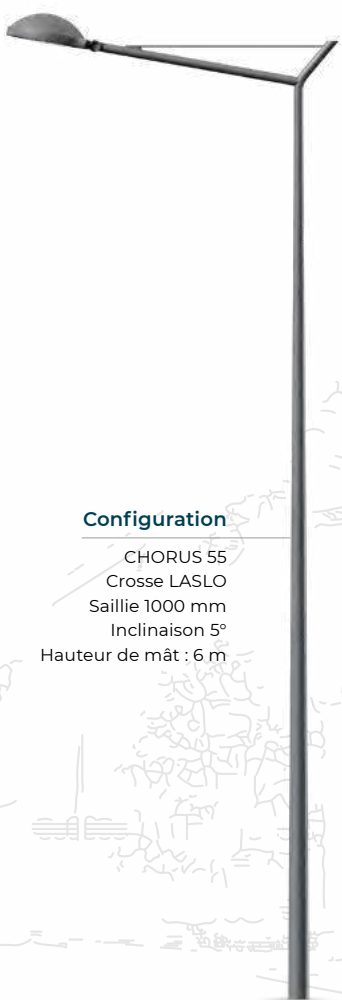 Configuration
CHORUS 55
Crosse LASLO
Saillie 1000 mm
Inclinaison 5°
Hauteur de mât : 6 m